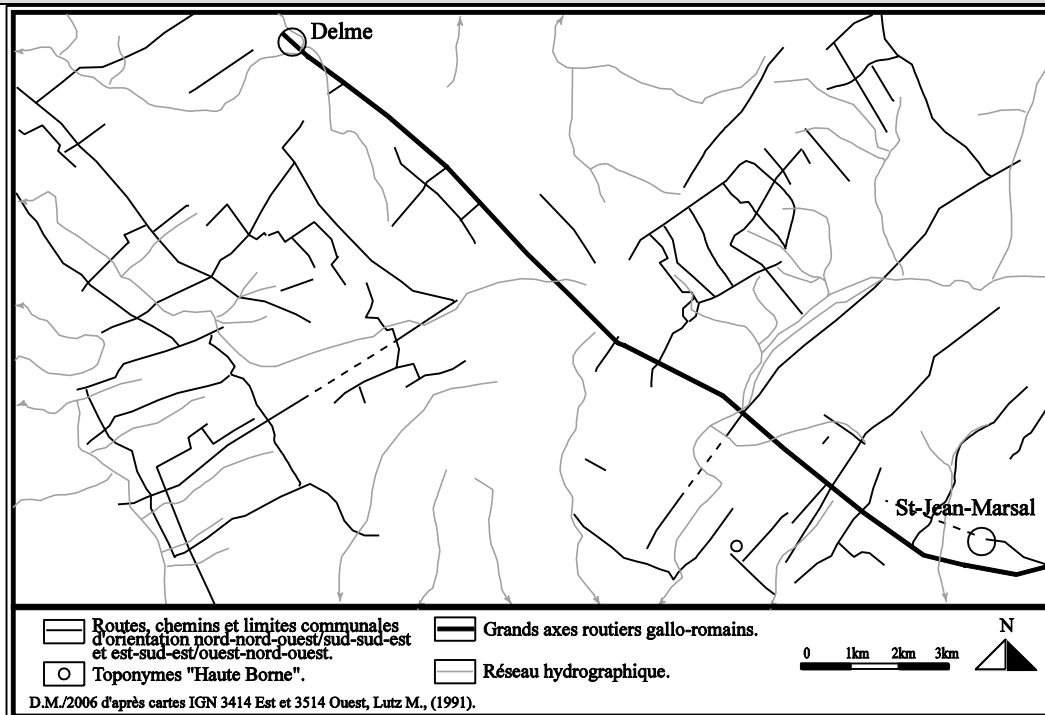 Delme
St-Jean-Marsal
Routes, chemins et limites communales
d'orientation nord-nord-ouest/sud-sud-est
et est-sud-est/ouest-nord-ouest.
Toponymes "Haute Borne".
Grands axes routiers gallo-romains.
Réseau hydrographique.
0 1km 2km 3km
N
D.M./2006 d'après cartes IGN 3414 Est et 3514 Ouest, Lutz M., (1991).